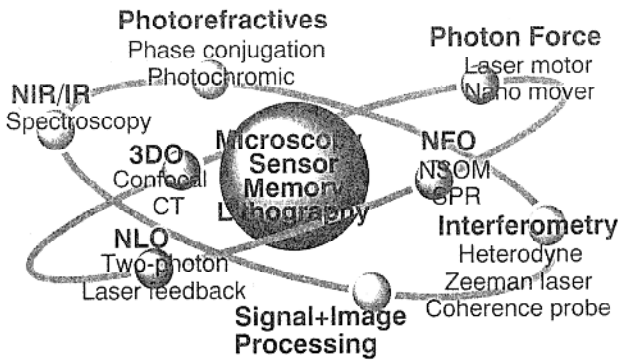 Photorefractives
Phase conjugation
Photochromic
Photon Force
Laser motor
Nano mover
NIR/IR
Spectroscopy
Microscopy
Sensor
Memory
Lithography
3DO
Confocal
CT
NFO
NSOM
SPR
Interferometry
Heterodyne
Zeeman laser
Coherence probe
NLO
Two-photon
Laser feedback
Signal+Image
Processing